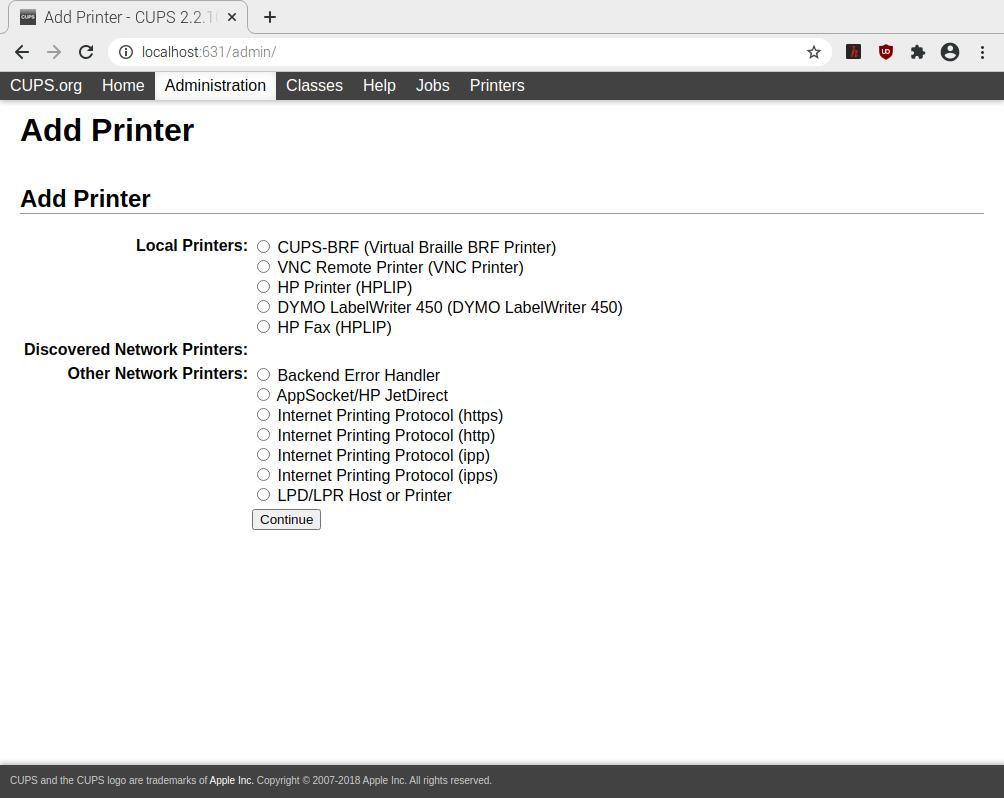 CUPS
Add Printer - CUPS 2.2.1
localhost:631/admin/
CUPS.org Home Administration Classes Help Jobs Printers
Add Printer
Add Printer
Local Printers: CUPS-BRF (Virtual Braille BRF Printer)
VNC Remote Printer (VNC Printer)
HP Printer (HPLIP)
DYMO LabelWriter 450 (DYMO LabelWriter 450)
HP Fax (HPLIP)
Discovered Network Printers:
Other Network Printers: Backend Error Handler
AppSocket/HP JetDirect
Internet Printing Protocol (https)
Internet Printing Protocol (http)
Internet Printing Protocol (ipp)
Internet Printing Protocol (ipps)
LPD/LPR Host or Printer
Continue
CUPS and the CUPS logo are trademarks of Apple Inc. Copyright © 2007-2018 Apple Inc. All rights reserved.